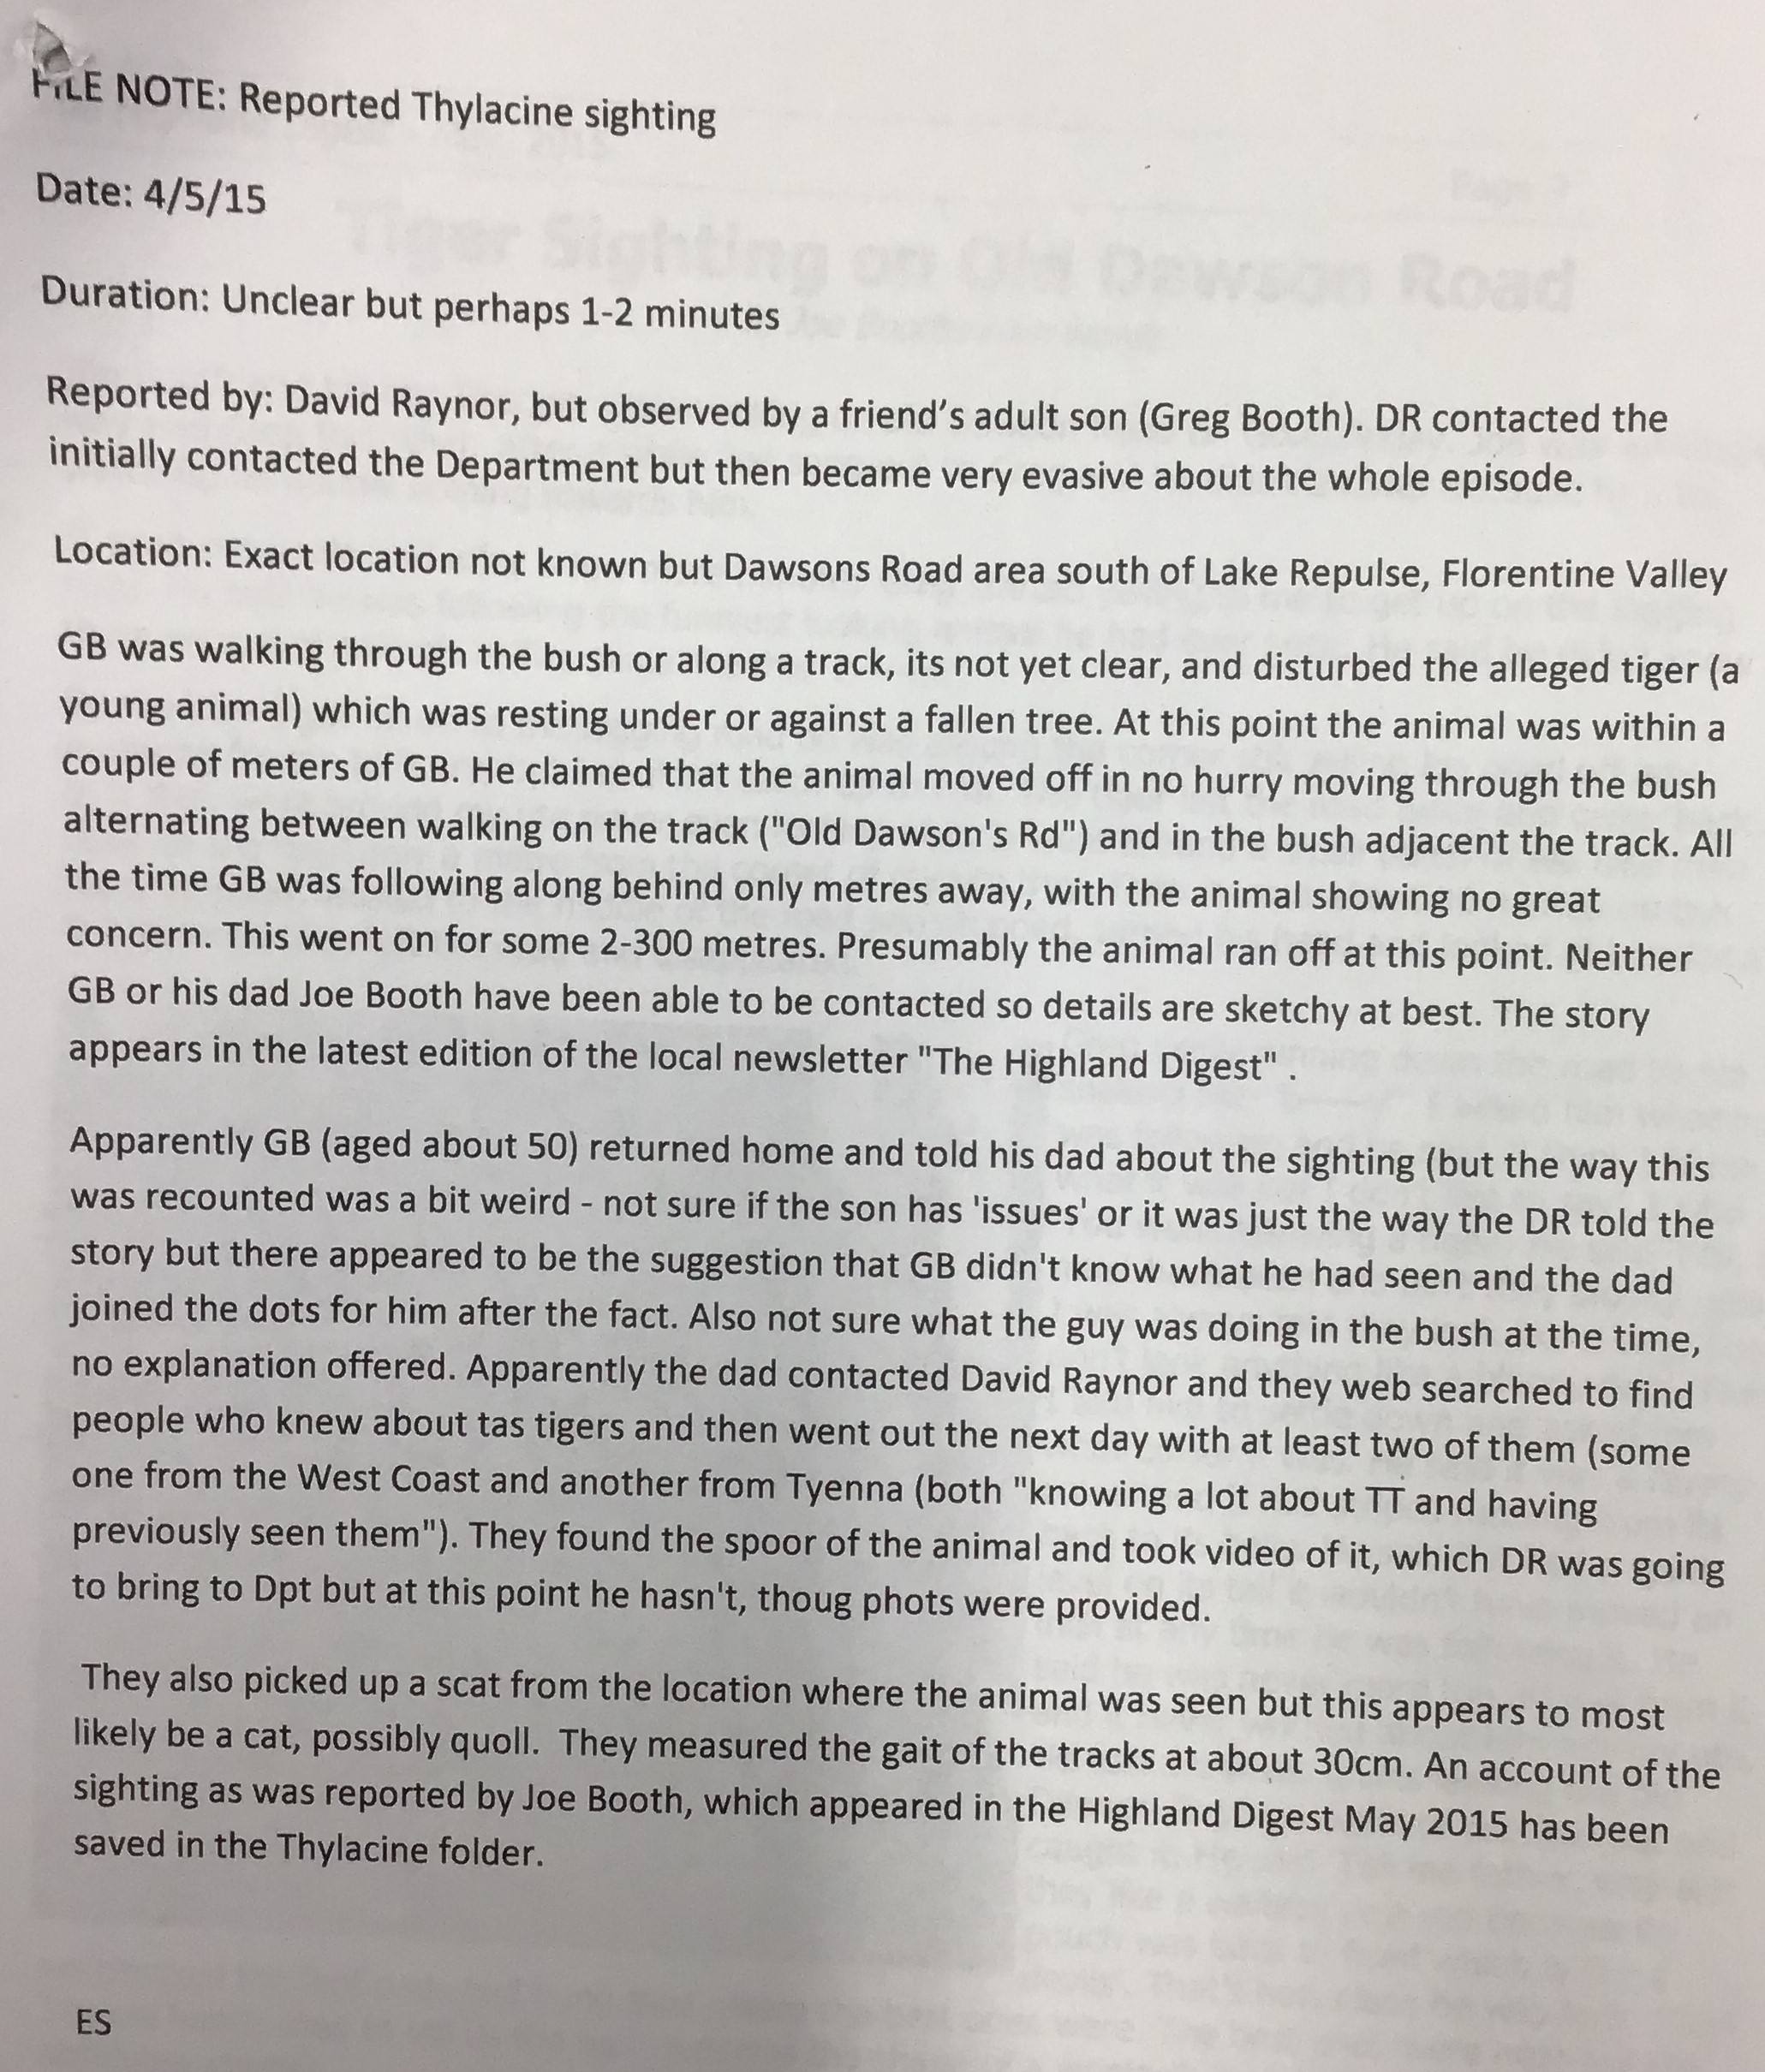 FILE NOTE: Reported Thylacine sighting
Date: 4/5/15
Duration: Unclear but perhaps 1-2 minutes
Reported by: David Raynor, but observed by a friend's adult son (Greg Booth). DR contacted the
initially contacted the Department but then became very evasive about the whole episode.
Location: Exact location not known but Dawsons Road area south of Lake Repulse, Florentine Valley
GB was walking through the bush or along a track, its not yet clear, and disturbed the alleged tiger (a
young animal) which was resting under or against a fallen tree. At this point the animal was within a
couple of meters of GB. He claimed that the animal moved off in no hurry moving through the bush
alternating between walking on the track ("Old Dawson's Rd") and in the bush adjacent the track. All
the time GB was following along behind only metres away, with the animal showing no great
concern. This went on for some 2-300 metres. Presumably the animal ran off at this point. Neither
GB or his dad Joe Booth have been able to be contacted so details are sketchy at best. The story
appears in the latest edition of the local newsletter "The Highland Digest" .
Apparently GB (aged about 50) returned home and told his dad about the sighting (but the way this
was recounted was a bit weird - not sure if the son has 'issues' or it was just the way the DR told the
story but there appeared to be the suggestion that GB didn't know what he had seen and the dad
joined the dots for him after the fact. Also not sure what the guy was doing in the bush at the time,
no explanation offered. Apparently the dad contacted David Raynor and they web searched to find
people who knew about tas tigers and then went out the next day with at least two of them (some
one from the West Coast and another from Tyenna (both "knowing a lot about TT and having
previously seen them"). They found the spoor of the animal and took video of it, which DR was going
to bring to Dpt but at this point he hasn't, thoug phots were provided.
They also picked up a scat from the location where the animal was seen but this appears to most
likely be a cat, possibly quoll. They measured the gait of the tracks at about 30cm. An account of the
sighting as was reported by Joe Booth, which appeared in the Highland Digest May 2015 has been
saved in the Thylacine folder.
ES
Page
Tiger Sighting on Old Dawson Road